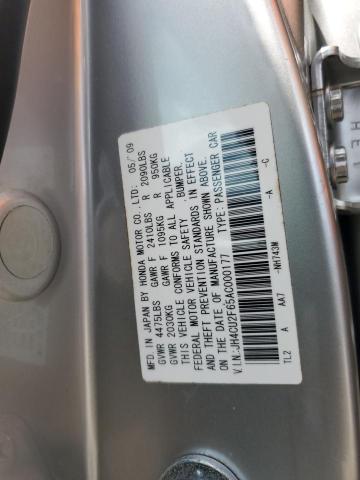 MFD. IN JAPAN BY HONDA MOTOR CO., LTD. 05/'09
GVWR 4475LBS GAWR F 2410LBS R 2090LBS
GVWR 2030KG GAWR F 1095KG R 950KG
THIS VEHICLE CONFORMS TO ALL APPLICABLE
FEDERAL MOTOR VEHICLE SAFETY, BUMPER,
AND THEFT PREVENTION STANDARDS IN EFFECT
ON THE DATE OF MANUFACTURE SHOWN ABOVE.
V.I.N:JH4CU2F65AC000177 TYPE: PASSENGER CAR
-A -C
TL2 A AA7 -NH743M